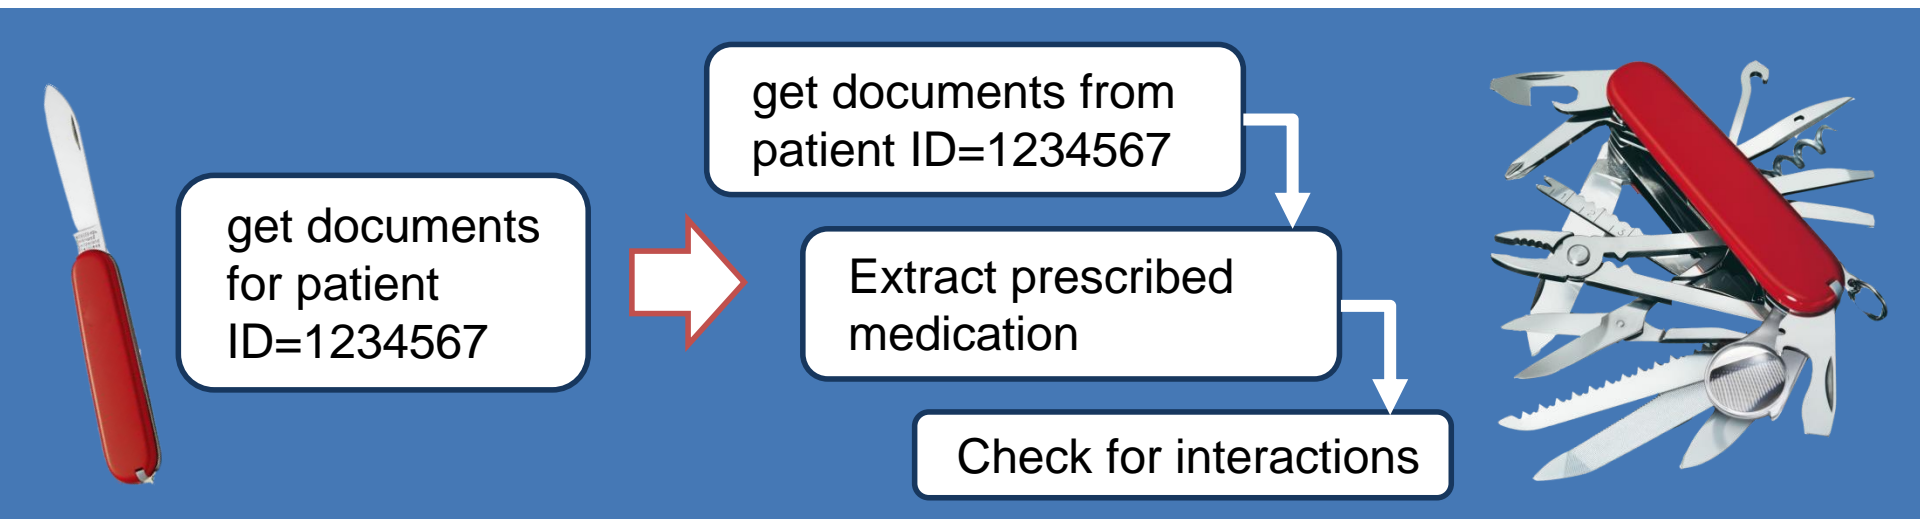 get documents
for patient
ID=1234567
get documents from
patient ID=1234567
Extract prescribed
medication
Check for interactions